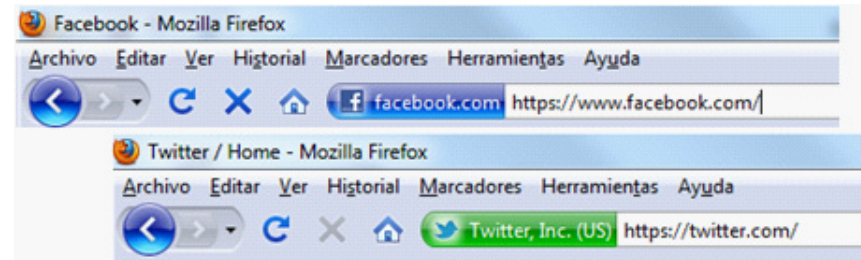 Facebook - Mozilla Firefox
Archivo Editar Ver Historial Marcadores Herramientas Ayuda
facebook.com https://www.facebook.com/
Twitter / Home - Mozilla Firefox
Archivo Editar Ver Historial Marcadores Herramientas Ayuda
Twitter, Inc. (US) https://twitter.com/